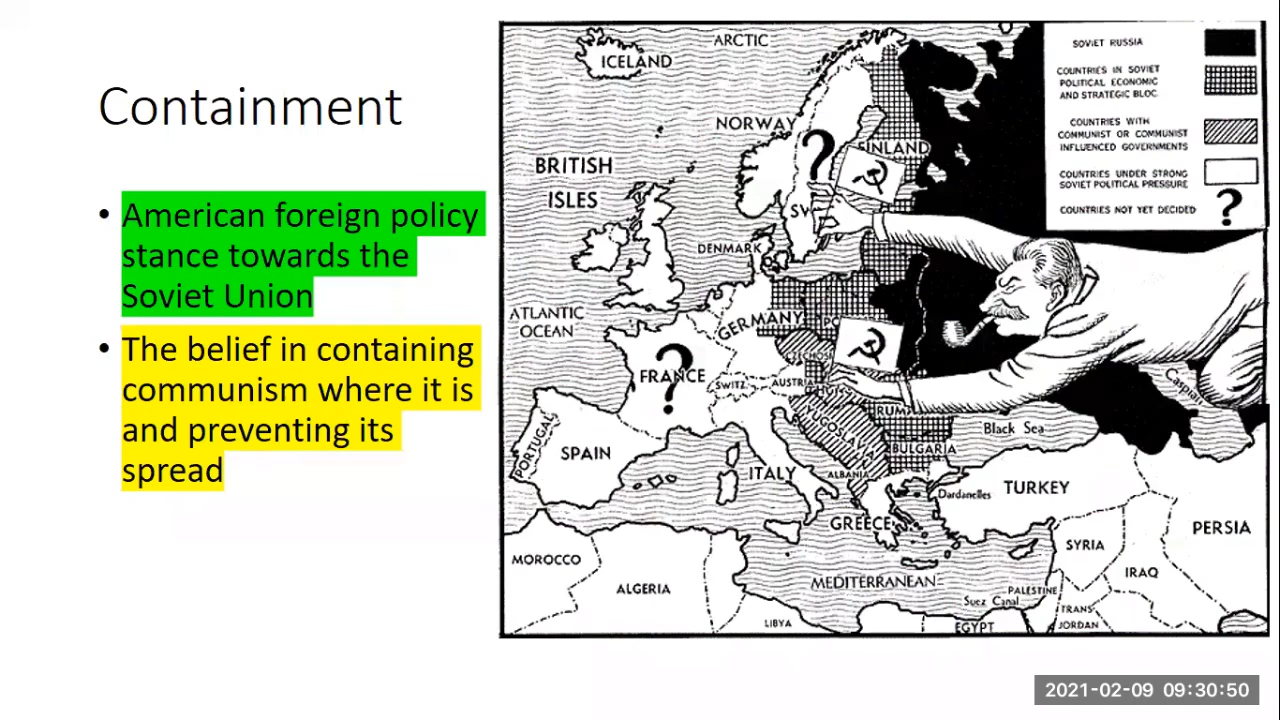 Containment
• American foreign policy
stance towards the
Soviet Union
• The belief in containing
communism where it is
and preventing its
spread
ARCTIC
ICELAND
NORWAY
FINLAND
BRITISH
ISLES
DENMARK
ATLANTIC
OCEAN
GERMANY
FRANCE
?
?
SWITZ.
AUSTRIA
PORTUGAL
SPAIN
ITALY
YUGOSLAVIA
ALBANIA
BULGARIA
GREECE
Black Sea
Caspian
Dardanelles
TURKEY
PERSIA
SYRIA
IRAQ
MOROCCO
ALGERIA
MEDITERRANEAN
PALESTINE
Suez Canal
TRANS
JORDAN
LIBYA
EGYPT
SOVIET RUSSIA
COUNTRIES IN SOVIET
POLITICAL ECONOMIC
AND STRATEGIC BLOC
COUNTRIES WITH
COMMUNIST OR COMMUNIST
INFLUENCED GOVERNMENTS
COUNTRIES UNDER STRONG
SOVIET POLITICAL PRESSURE
COUNTRIES NOT YET DECIDED ?
2021-02-09 09:30:50